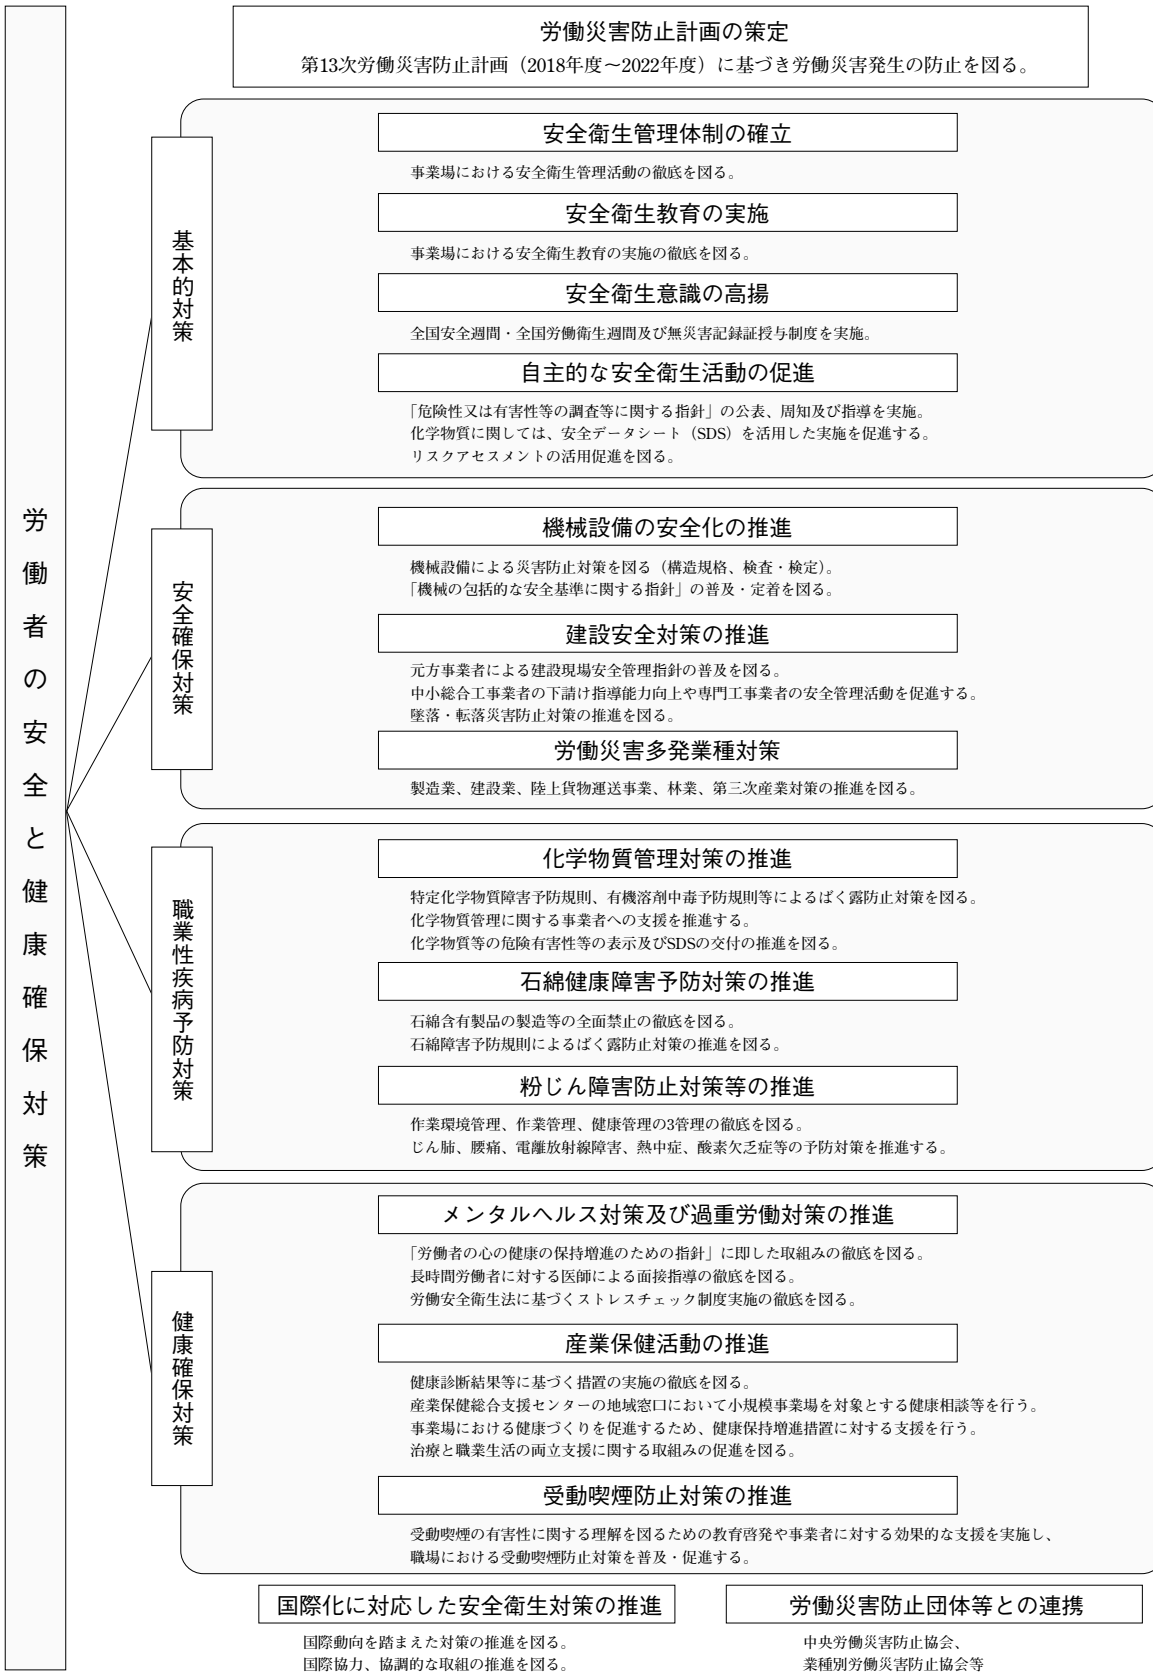 労働者の安全と健康確保対策
労働災害防止計画の策定
第13次労働災害防止計画（2018年度～2022年度）に基づき労働災害発生の防止を図る。
基本的対策
安全衛生管理体制の確立
事業場における安全衛生管理活動の徹底を図る。
安全衛生教育の実施
事業場における安全衛生教育の実施の徹底を図る。
安全衛生意識の高揚
全国安全週間・全国労働衛生週間及び無災害記録証授与制度を実施。
自主的な安全衛生活動の促進
「危険性又は有害性等の調査等に関する指針」の公表、周知及び指導を実施。
化学物質に関しては、安全データシート（SDS）を活用した実施を促進する。
リスクアセスメントの活用促進を図る。
安全確保対策
機械設備の安全化の推進
機械設備による災害防止対策を図る（構造規格、検査・検定）。
「機械の包括的な安全基準に関する指針」の普及・定着を図る。
建設安全対策の推進
元方事業者による建設現場安全管理指針の普及を図る。
中小総合工事業者の下請け指導能力向上や専門工事業者の安全管理活動を促進する。
墜落・転落災害防止対策の推進を図る。
労働災害多発業種対策
製造業、建設業、陸上貨物運送事業、林業、第三次産業対策の推進を図る。
職業性疾病予防対策
化学物質管理対策の推進
特定化学物質障害予防規則、有機溶剤中毒予防規則等によるばく露防止対策を図る。
化学物質管理に関する事業者への支援を推進する。
化学物質等の危険有害性等の表示及びSDSの交付の推進を図る。
石綿健康障害予防対策の推進
石綿含有製品の製造等の全面禁止の徹底を図る。
石綿障害予防規則によるばく露防止対策の推進を図る。
粉じん障害防止対策等の推進
作業環境管理、作業管理、健康管理の3管理の徹底を図る。
じん肺、腰痛、電離放射線障害、熱中症、酸素欠乏症等の予防対策を推進する。
健康確保対策
メンタルヘルス対策及び過重労働対策の推進
「労働者の心の健康の保持増進のための指針」に即した取組みの徹底を図る。
長時間労働者に対する医師による面接指導の徹底を図る。
労働安全衛生法に基づくストレスチェック制度実施の徹底を図る。
産業保健活動の推進
健康診断結果等に基づく措置の実施の徹底を図る。
産業保健総合支援センターの地域窓口において小規模事業場を対象とする健康相談等を行う。
事業場における健康づくりを促進するため、健康保持増進措置に対する支援を行う。
治療と職業生活の両立支援に関する取組みの促進を図る。
受動喫煙防止対策の推進
受動喫煙の有害性に関する理解を図るための教育啓発や事業者に対する効果的な支援を実施し、
職場における受動喫煙防止対策を普及・促進する。
国際化に対応した安全衛生対策の推進
国際動向を踏まえた対策の推進を図る。
国際協力、協調的な取組の推進を図る。
労働災害防止団体等との連携
中央労働災害防止協会、
業種別労働災害防止協会等